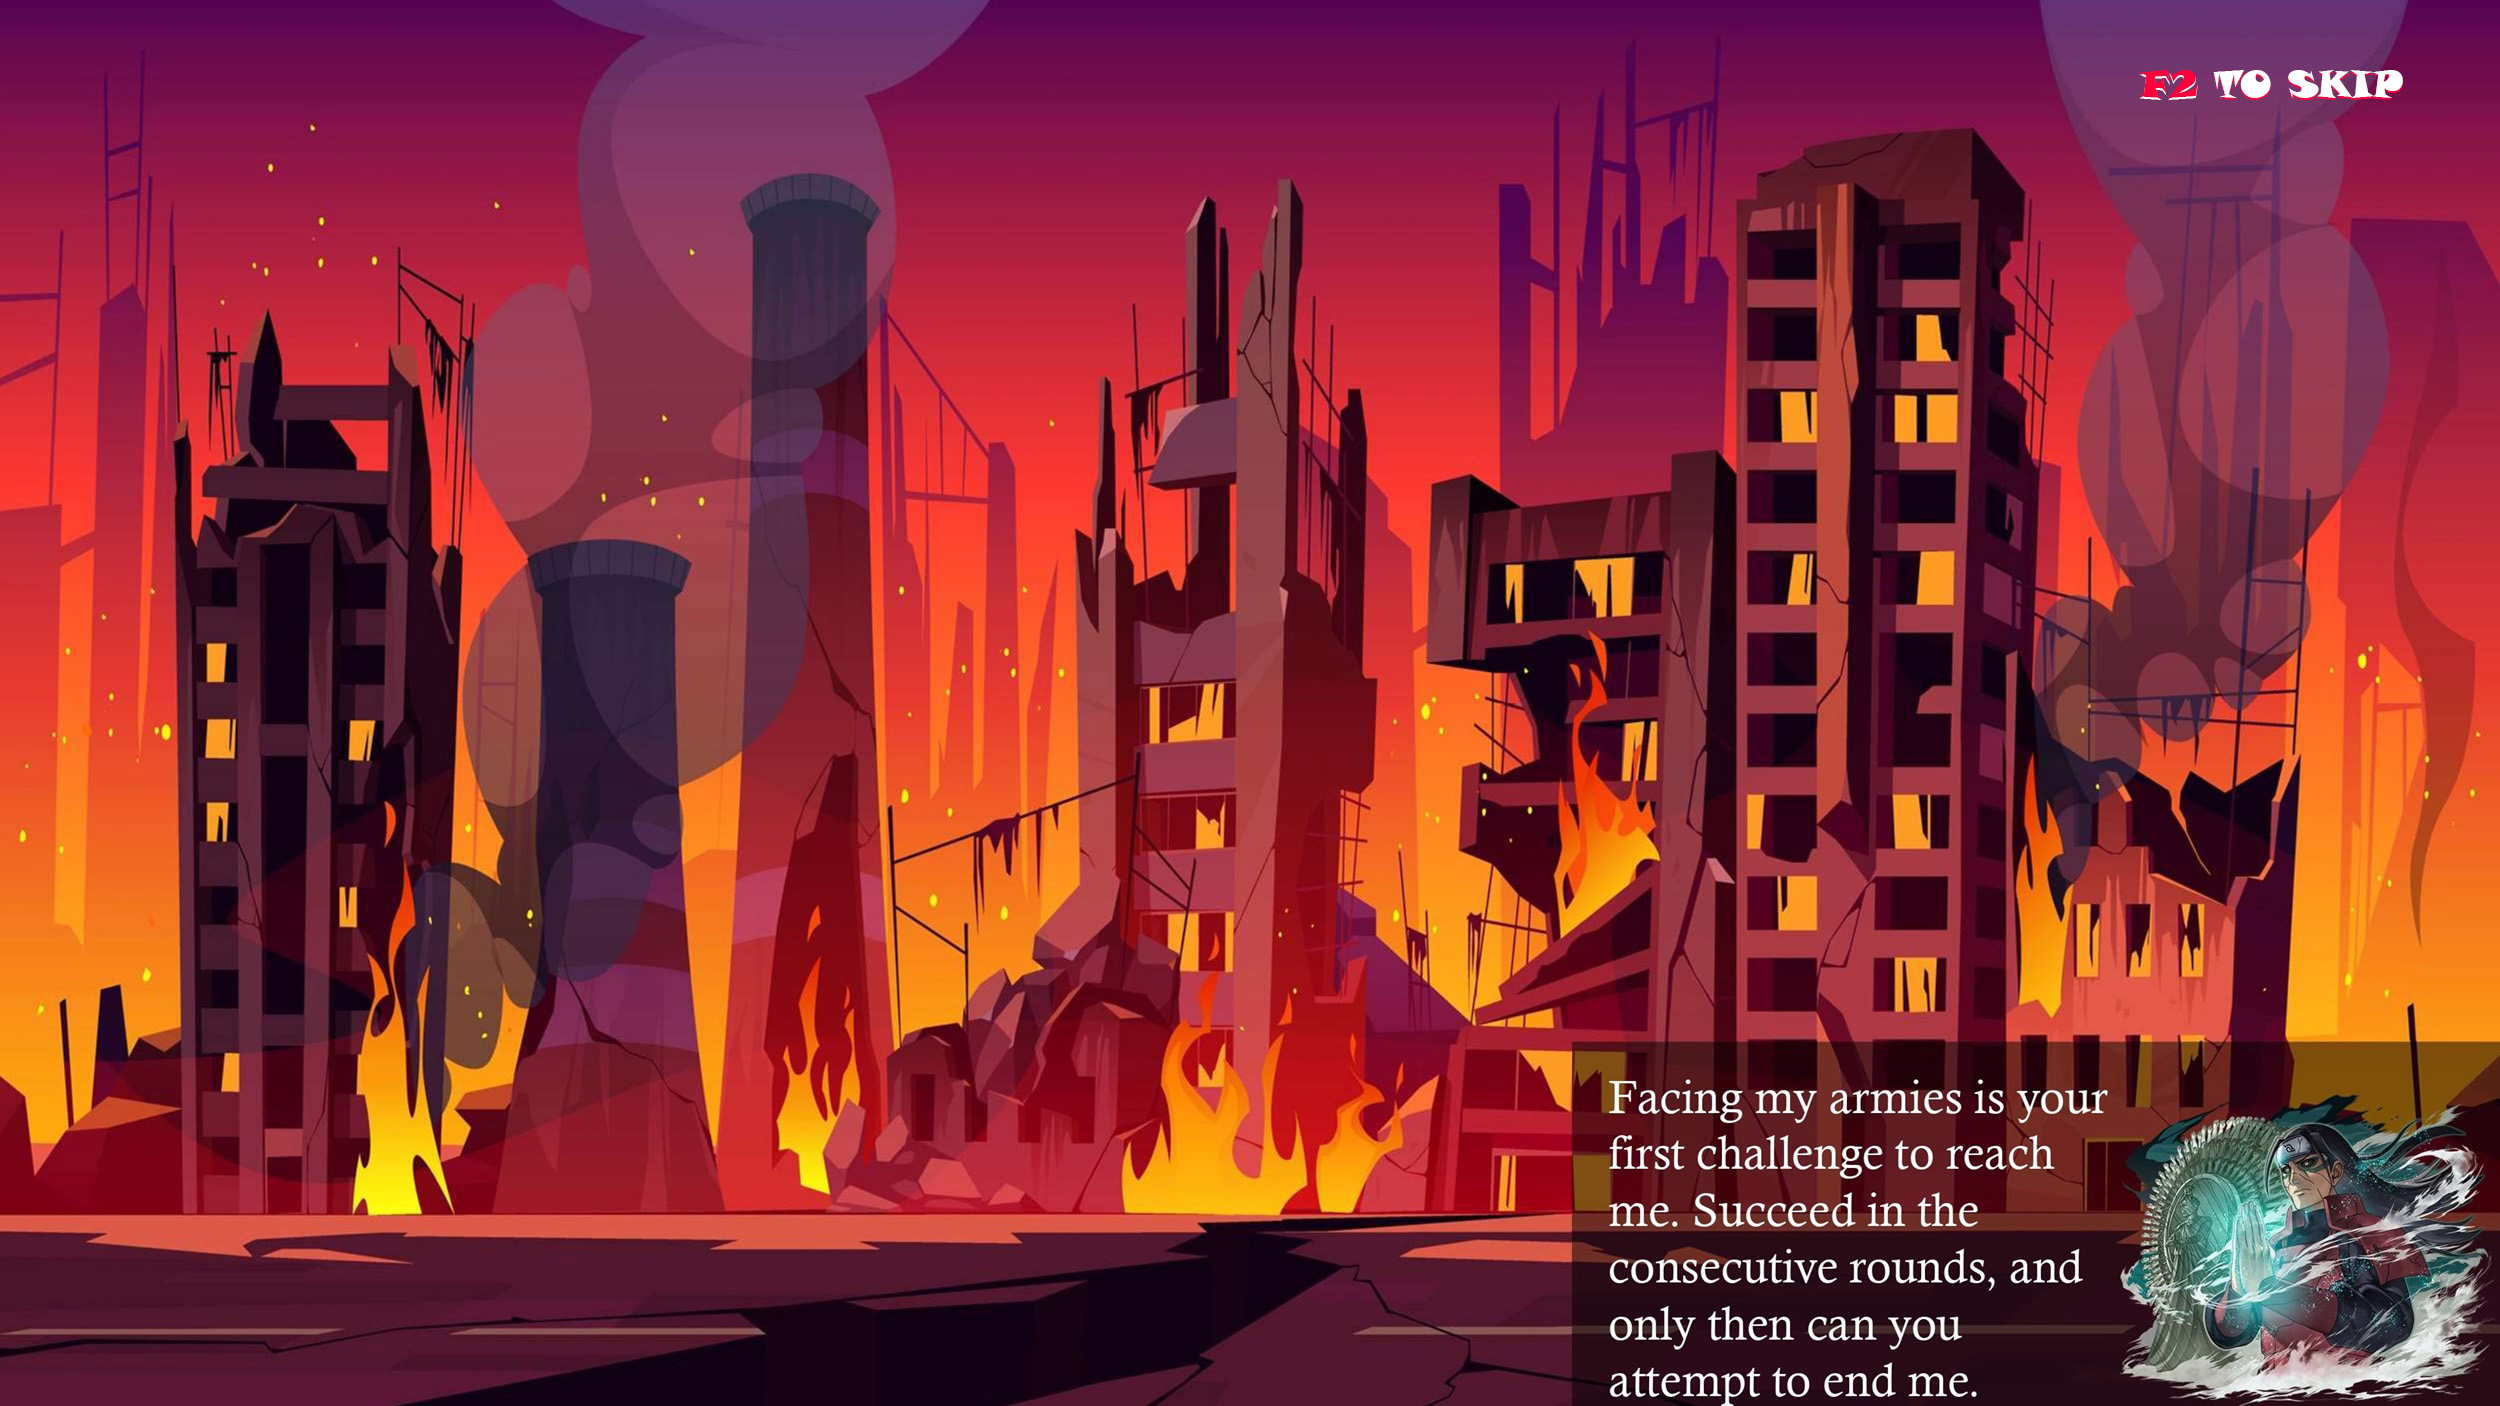 F2 TO SKIP
Facing my armies is your
first challenge to reach
me. Succeed in the
consecutive rounds, and
only then can you
attempt to end me.